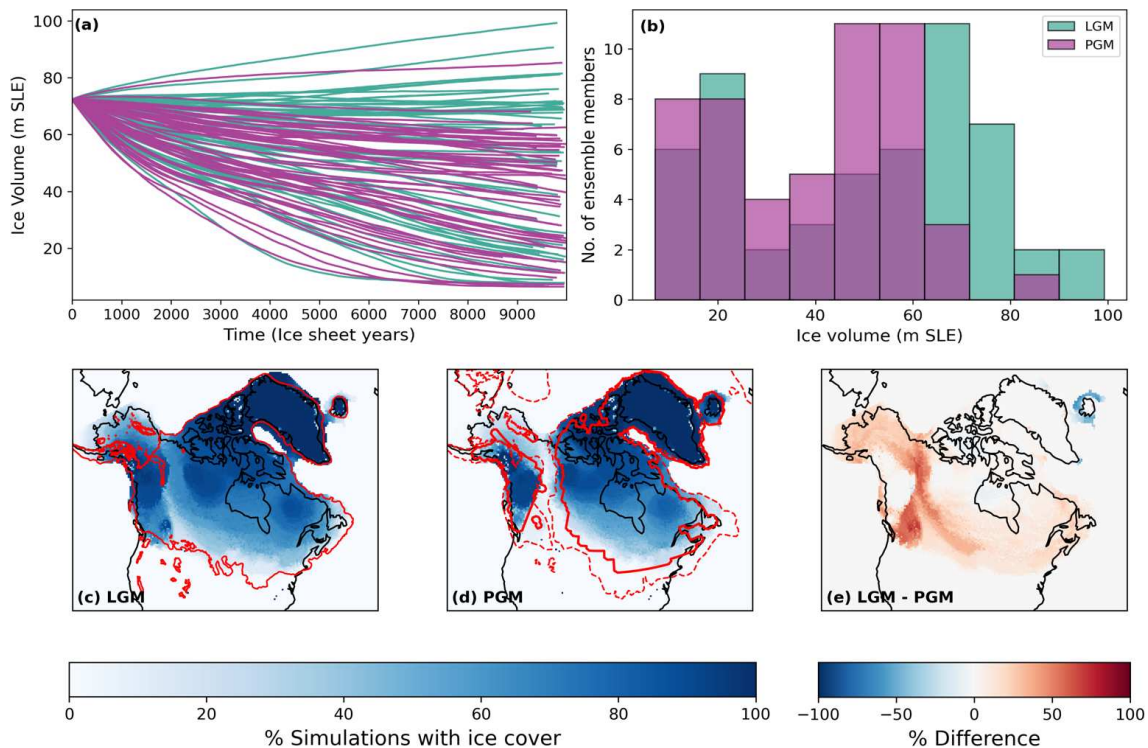 (a)
100
80
60
40
20
Ice Volume (m SLE)
0 1000 2000 3000 4000 5000 6000 7000 8000 9000
Time (Ice sheet years)
(b)
LGM
PGM
10
8
6
4
2
0
No. of ensemble members
20 40 60 80 100
Ice volume (m SLE)
(c) LGM
(d) PGM
(e) LGM - PGM
0 20 40 60 80 100
% Simulations with ice cover
−100 −50 0 50 100
% Difference